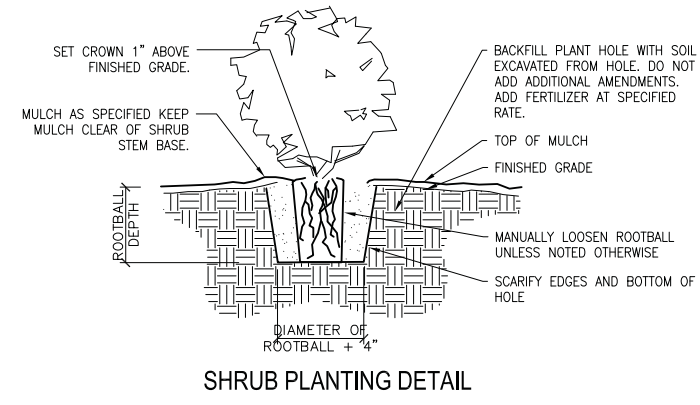 SET CROWN 1" ABOVE
FINISHED GRADE.
MULCH AS SPECIFIED KEEP
MULCH CLEAR OF SHRUB
STEM BASE.
BACKFILL PLANT HOLE WITH SOIL
EXCAVATED FROM HOLE. DO NOT
ADD ADDITIONAL AMENDMENTS.
ADD FERTILIZER AT SPECIFIED
RATE.
TOP OF MULCH
FINISHED GRADE
ROOTBALL
DEPTH
MANUALLY LOOSEN ROOTBALL
UNLESS NOTED OTHERWISE
SCARIFY EDGES AND BOTTOM OF
HOLE
DIAMETER OF
ROOTBALL + 4"
SHRUB PLANTING DETAIL